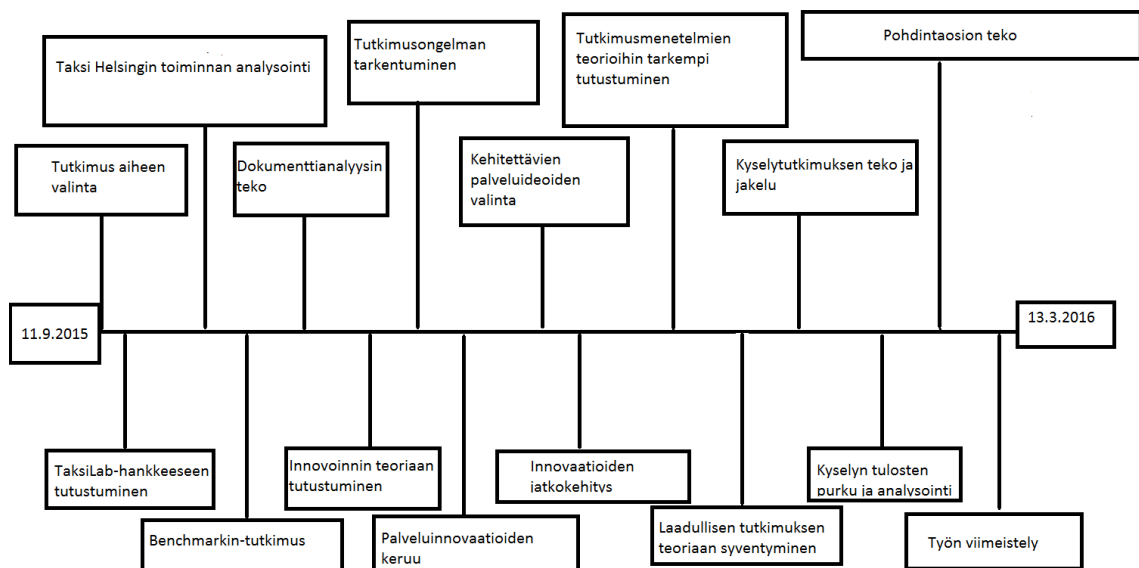 Taksi Helsingin toiminnan analysointi
Tutkimusongelman
tarkentuminen
Tutkimusmenetelmien
teorioihin tarkempi
tutustuminen
Pohdintaosion teko
Tutkimus aiheen
valinta
Dokumenttianalyysin
teko
Kehitettävien
palveluideoiden
valinta
Kyselytutkimuksen teko ja
jakelu
11.9.2015
13.3.2016
TaksiLab-hankkeeseen
tutustuminen
Innovoinnin teoriaan
tutustuminen
Innovaatioiden
jatkokehitys
Kyselyn tulosten
purku ja analysointi
Benchmarkin-tutkimus
Palveluinnovaatioiden
keruu
Laadullisen tutkimuksen
teoriaan syventyminen
Työn viimeistely